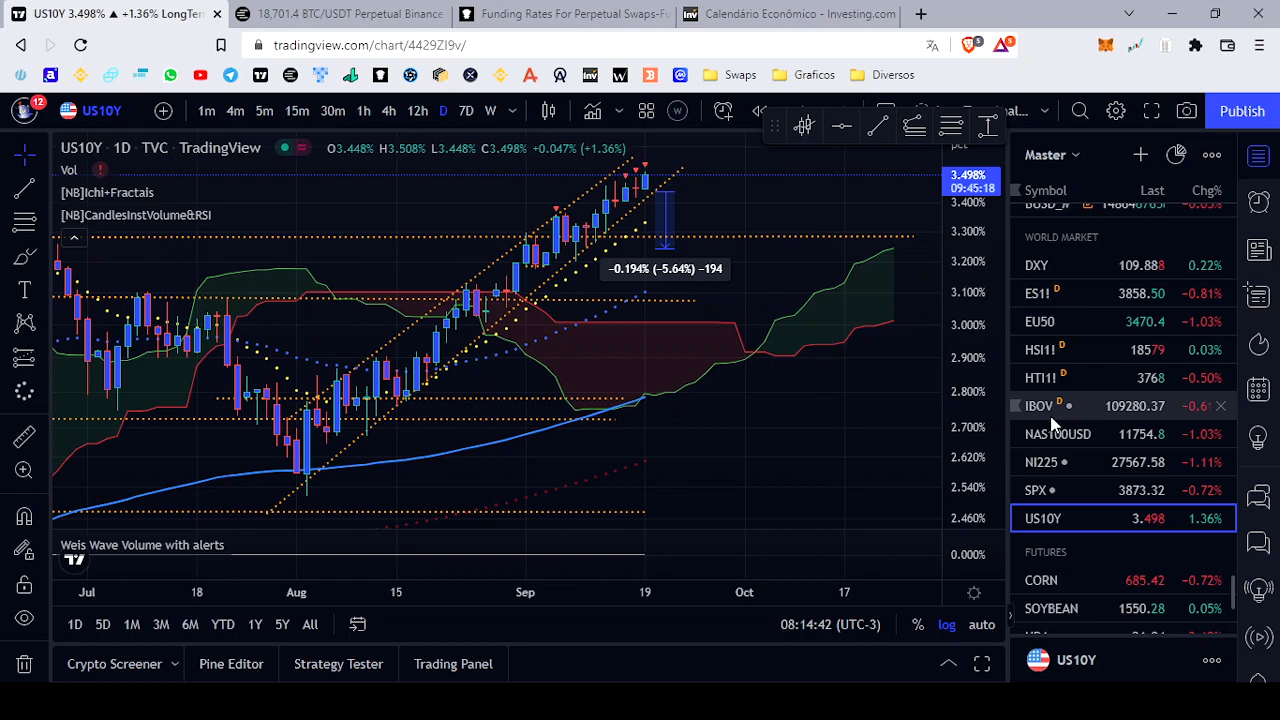 US10Y 3.498% ▲ +1.36% LongTer
18,701.4 BTC/USDT Perpetual Binance
Funding Rates For Perpetual Swaps-Fu
Calendário Econômico - Investing.com
tradingview.com/chart/4429ZI9v/
Swaps
Graficos
Diversos
12
US10Y
1m 4m 5m 15m 30m 1h 4h 12h D 7D W
Publish
US10Y · 1D · TVC · TradingView
O3.448% H3.508% L3.448% C3.498% +0.047% (+1.36%)
Vol
[NB]Ichi+Fractais
[NB]CandlesInstVolume&RSI
-0.194% (-5.64%) -194
Weis Wave Volume with alerts
3.498%
09:45:18
3.400%
3.300%
3.200%
3.100%
3.000%
2.900%
2.800%
2.700%
2.620%
2.540%
2.460%
0.000%
Jul 18 Aug 15 Sep 19 Oct 17
1D 5D 1M 3M 6M YTD 1Y 5Y All
08:14:42 (UTC-3)
% log auto
Crypto Screener
Pine Editor
Strategy Tester
Trading Panel
Master
Symbol Last Chg%
WORLD MARKET
DXY 109.888 0.22%
ES1! D 3858.50 -0.81%
EU50 3470.4 -1.03%
HSI1! D 18579 0.03%
HTI1! D 3768 -0.50%
IBOV D 109280.37 -0.61
NAS100USD 11754.8 -1.03%
NI225 27567.58 -1.11%
SPX 3873.32 -0.72%
US10Y 3.498 1.36%
FUTURES
CORN 685.42 -0.72%
SOYBEAN 1550.28 0.05%
US10Y